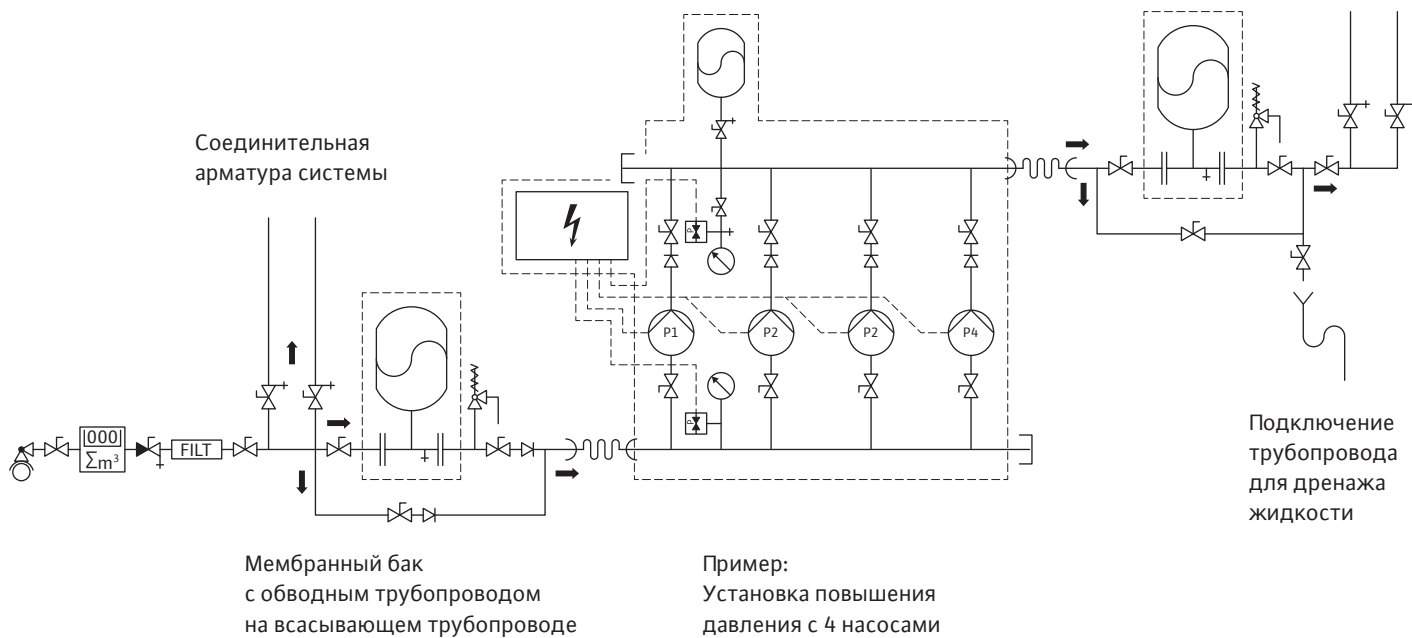 Соединительная
арматура системы
P
P1
P2
P2
P4
P
|000|
Σm³
FILT
Подключение
трубопровода
для дренажа
жидкости
Мембранный бак
с обводным трубопроводом
на всасывающем трубопроводе
Пример:
Установка повышения
давления с 4 насосами